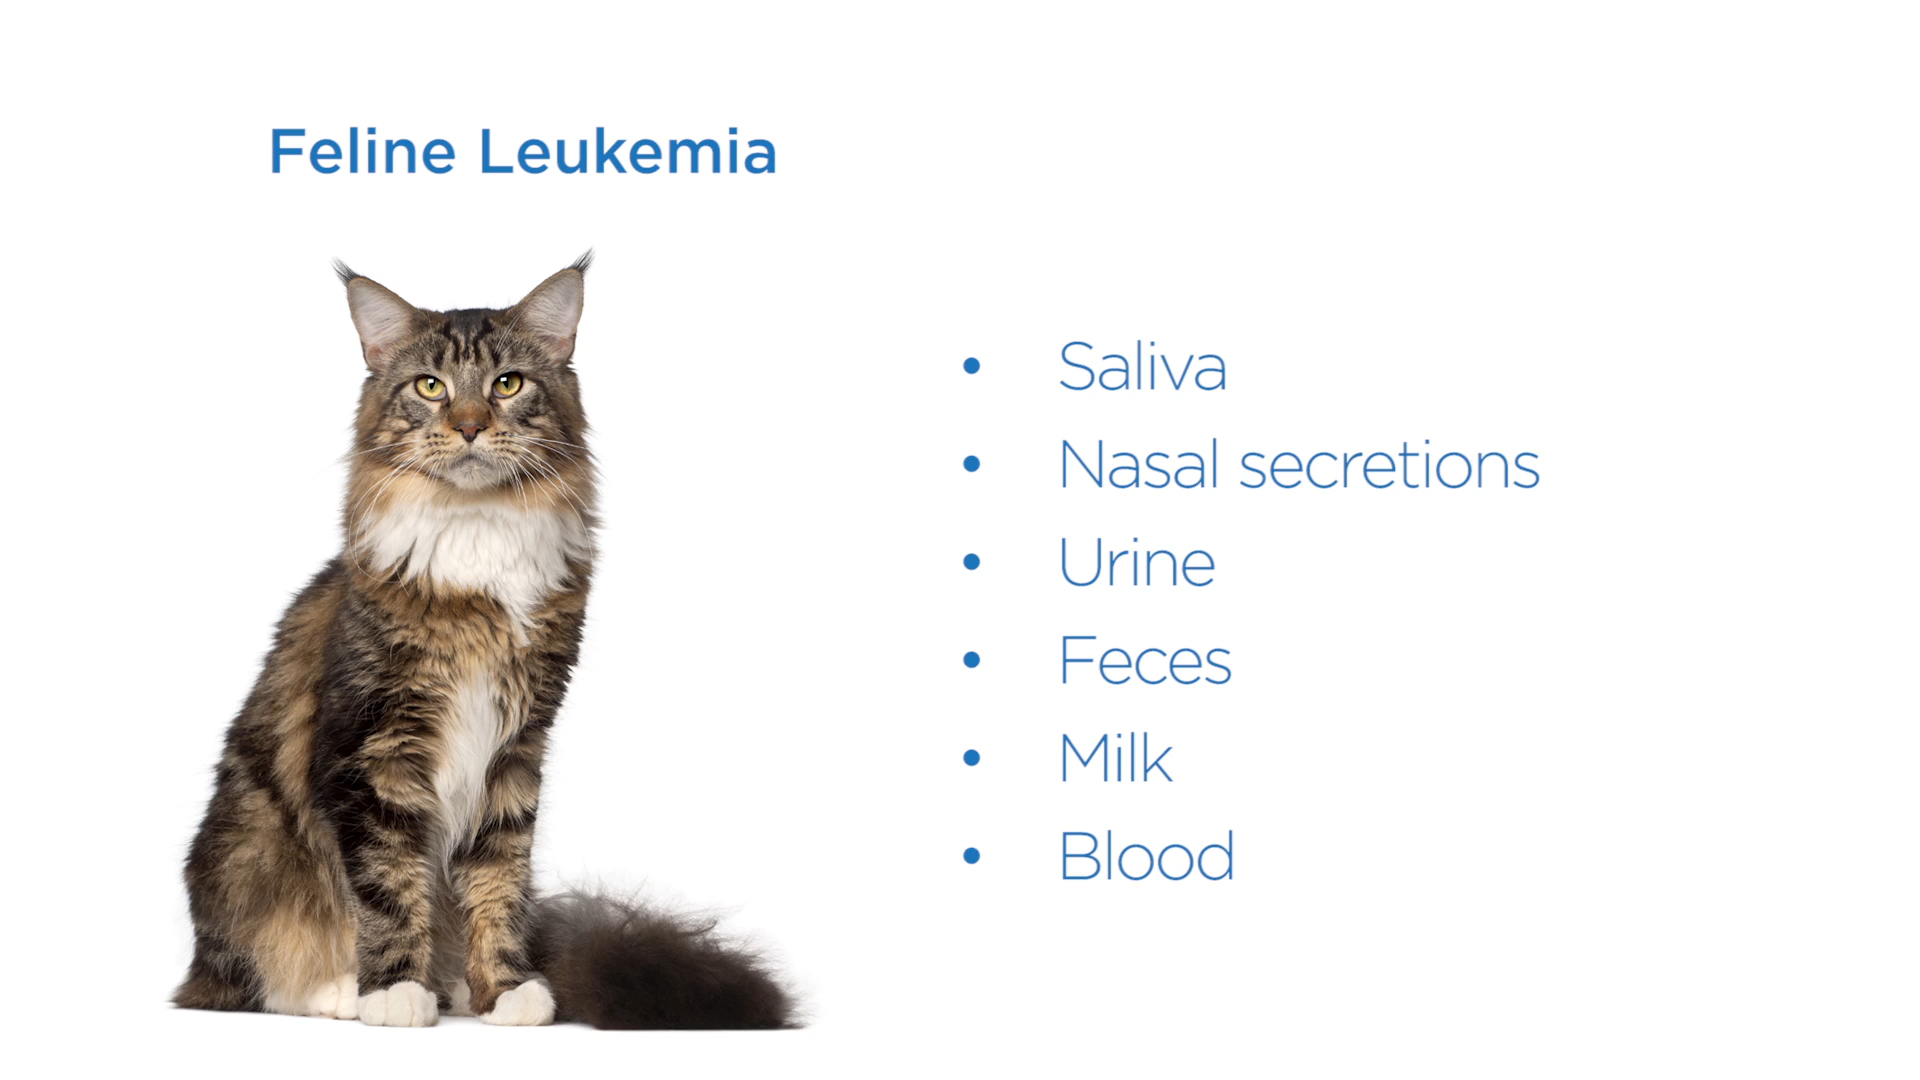 Feline Leukemia
• Saliva
• Nasal secretions
• Urine
• Feces
• Milk
• Blood